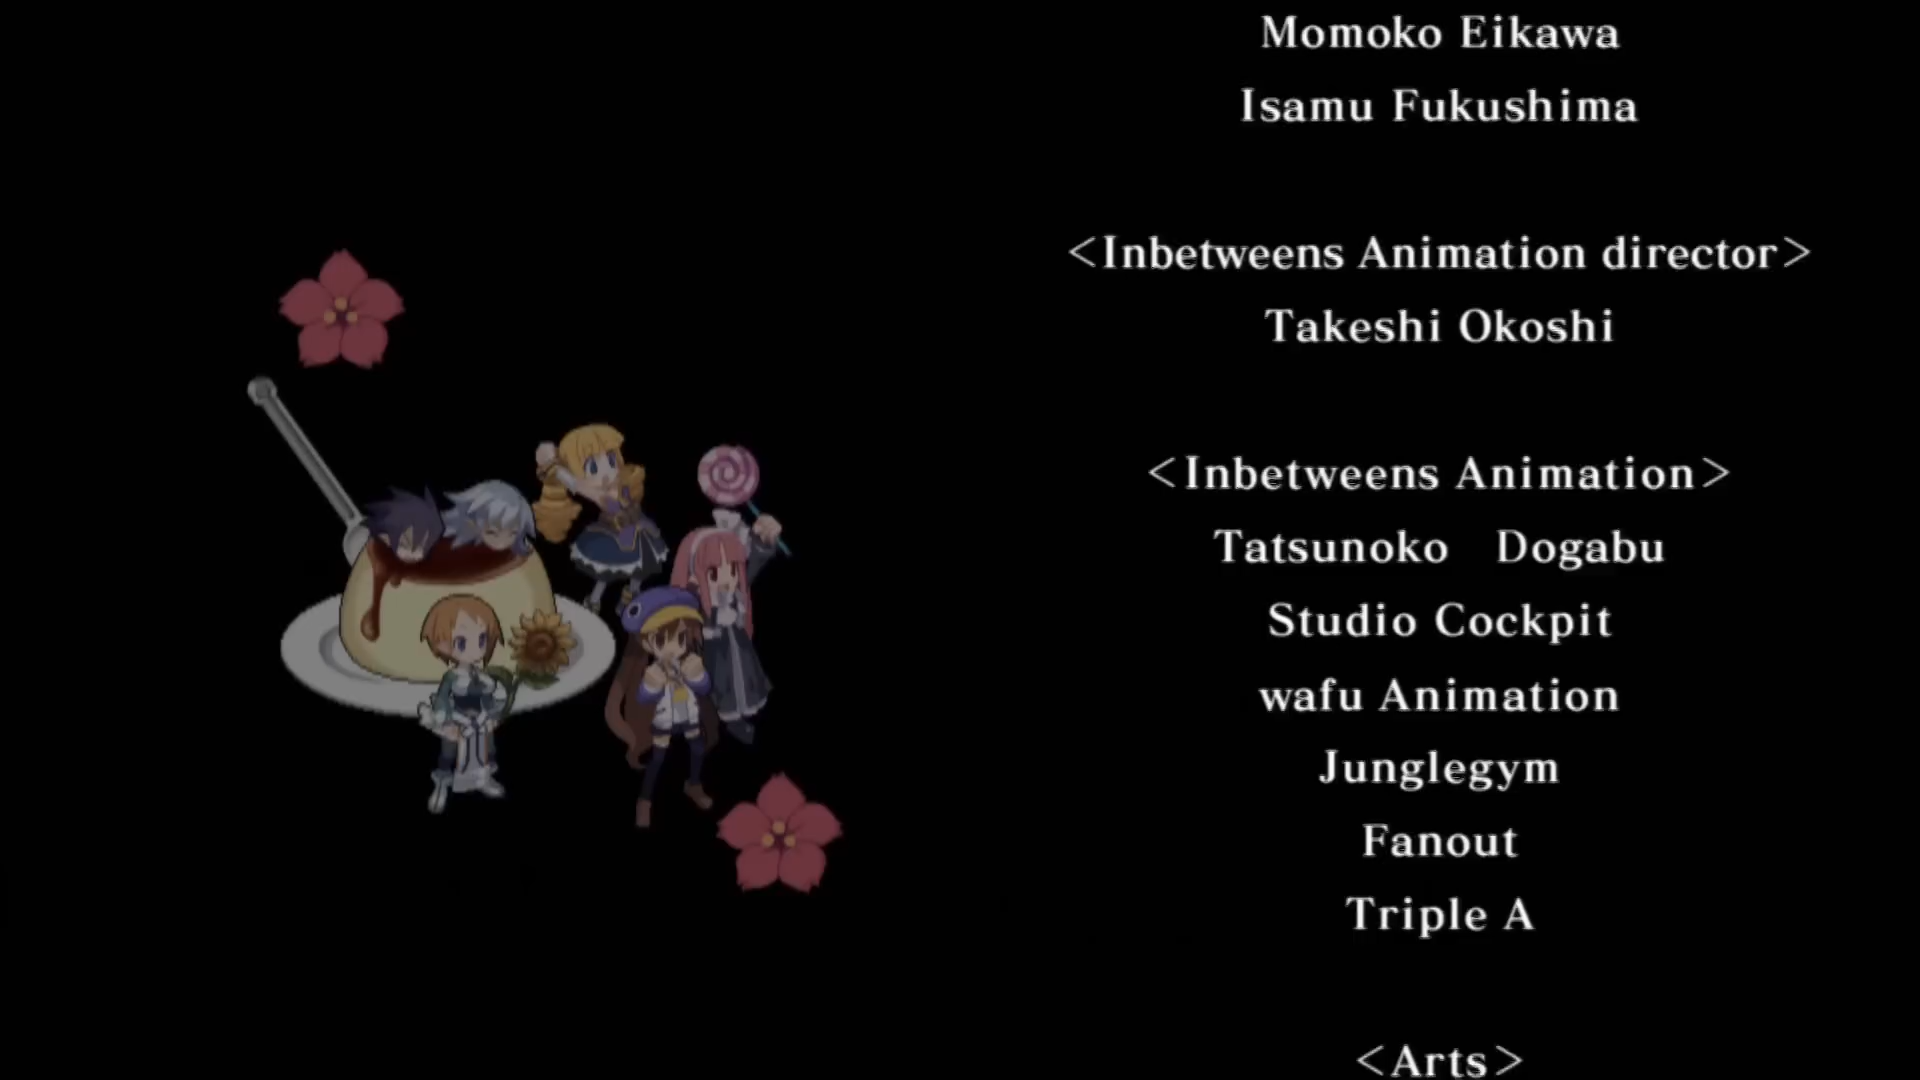 Momoko Eikawa
Isamu Fukushima
<Inbetweens Animation director>
Takeshi Okoshi
<Inbetweens Animation>
Tatsunoko Dogabu
Studio Cockpit
wafu Animation
Junglegym
Fanout
Triple A
<Arts>